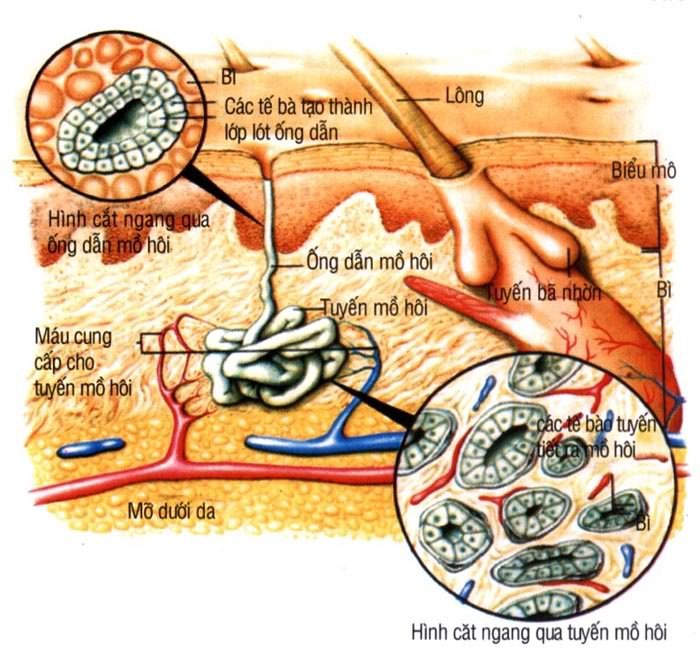 Bì
Các tế bà tạo thành
lớp lót ống dẫn
Lông
Biểu mô
Hình cắt ngang qua
ông dẫn mồ hôi
Ống dẫn mồ hôi
Tuyến bã nhờn
Bì
Tuyến mồ hôi
Máu cung
cấp cho
tuyến mồ hôi
các tế bào tuyến
tiết ra mồ hôi
Bì
Mỡ dưới da
Hình cắt ngang qua tuyến mồ hôi